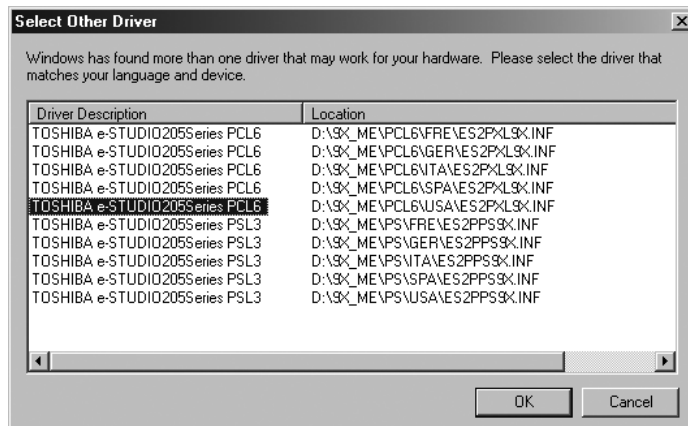 Select Other Driver
Windows has found more than one driver that may work for your hardware. Please select the driver that
matches your language and device.
Driver Description Location
TOSHIBA e-STUDIO205Series PCL6 D:\9X_ME\PCL6\FRE\ES2PXL9X.INF
TOSHIBA e-STUDIO205Series PCL6 D:\9X_ME\PCL6\GER\ES2PXL9X.INF
TOSHIBA e-STUDIO205Series PCL6 D:\9X_ME\PCL6\ITA\ES2PXL9X.INF
TOSHIBA e-STUDIO205Series PCL6 D:\9X_ME\PCL6\SPA\ES2PXL9X.INF
TOSHIBA e-STUDIO205Series PCL6 D:\9X_ME\PCL6\USA\ES2PXL9X.INF
TOSHIBA e-STUDIO205Series PSL3 D:\9X_ME\PS\FRE\ES2PPS9X.INF
TOSHIBA e-STUDIO205Series PSL3 D:\9X_ME\PS\GER\ES2PPS9X.INF
TOSHIBA e-STUDIO205Series PSL3 D:\9X_ME\PS\ITA\ES2PPS9X.INF
TOSHIBA e-STUDIO205Series PSL3 D:\9X_ME\PS\SPA\ES2PPS9X.INF
TOSHIBA e-STUDIO205Series PSL3 D:\9X_ME\PS\USA\ES2PPS9X.INF
OK Cancel